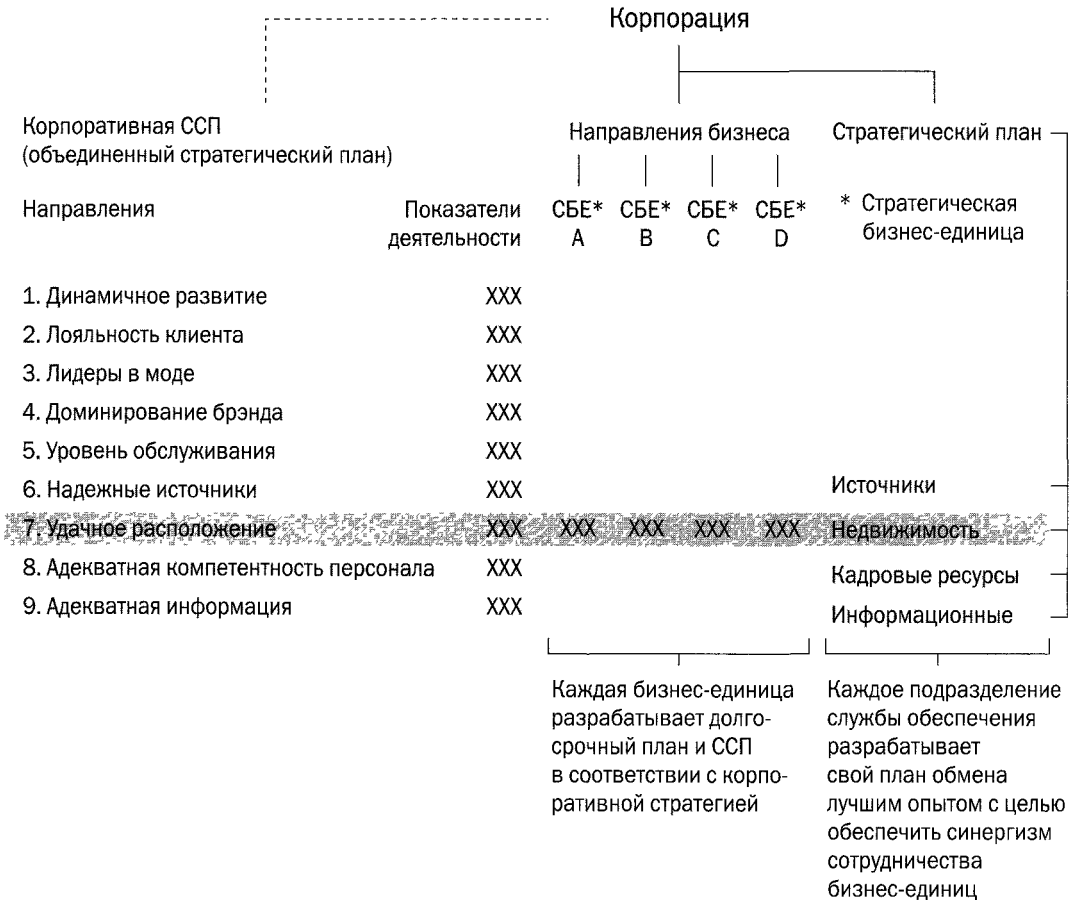 Корпорация
Корпоративная ССП
(объединенный стратегический план)
Направления бизнеса
Стратегический план
Направления
Показатели
деятельности
СБЕ* СБЕ* СБЕ* СБЕ*
A B C D
* Стратегическая
бизнес-единица
1. Динамичное развитие XXX
2. Лояльность клиента XXX
3. Лидеры в моде XXX
4. Доминирование брэнда XXX
5. Уровень обслуживания XXX
6. Надежные источники XXX Источники
7. Удачное расположение XXX XXX XXX XXX XXX Недвижимость
8. Адекватная компетентность персонала XXX Кадровые ресурсы
9. Адекватная информация XXX Информационные
Каждая бизнес-единица
разрабатывает долго-
срочный план и ССП
в соответствии с корпо-
ративной стратегией
Каждое подразделение
службы обеспечения
разрабатывает
свой план обмена
лучшим опытом с целью
обеспечить синергизм
сотрудничества
бизнес-единиц